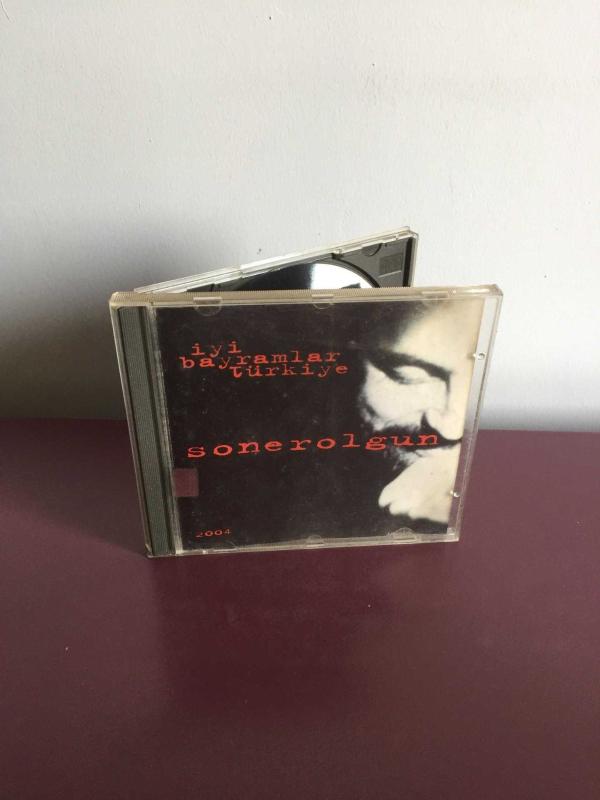 iyi
bayramlar
türkiye
sonerolgun
2004